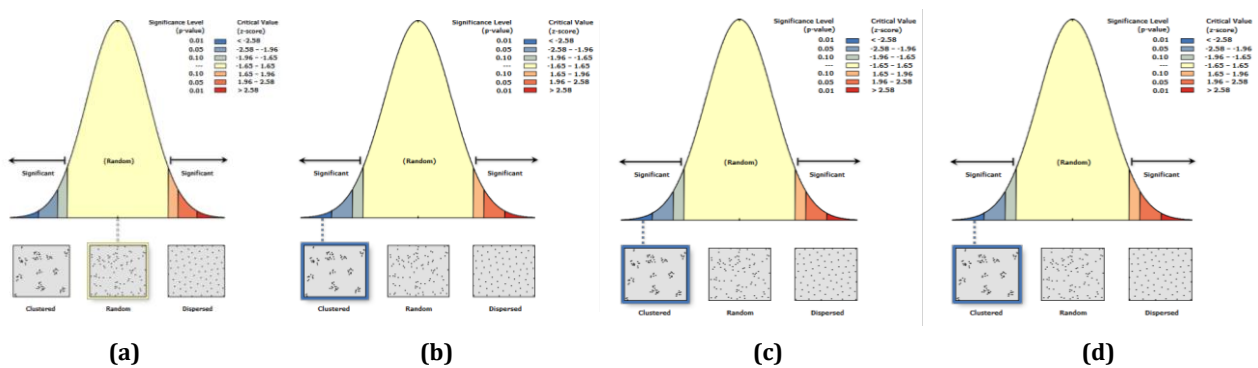 Significance Level Critical Value
(p-value) (z-score)
0.01 < -2.58
0.05 -2.58 – -1.96
0.10 -1.96 – -1.65
--- -1.65 – 1.65
0.10 1.65 – 1.96
0.05 1.96 – 2.58
0.01 > 2.58
(Random)
Significant Significant
Clustered Random Dispersed
(a)
Significance Level Critical Value
(p-value) (z-score)
0.01 < -2.58
0.05 -2.58 – -1.96
0.10 -1.96 – -1.65
--- -1.65 – 1.65
0.10 1.65 – 1.96
0.05 1.96 – 2.58
0.01 > 2.58
(Random)
Significant Significant
Clustered Random Dispersed
(b)
Significance Level Critical Value
(p-value) (z-score)
0.01 < -2.58
0.05 -2.58 – -1.96
0.10 -1.96 – -1.65
--- -1.65 – 1.65
0.10 1.65 – 1.96
0.05 1.96 – 2.58
0.01 > 2.58
(Random)
Significant Significant
Clustered Random Dispersed
(c)
Significance Level Critical Value
(p-value) (z-score)
0.01 < -2.58
0.05 -2.58 – -1.96
0.10 -1.96 – -1.65
--- -1.65 – 1.65
0.10 1.65 – 1.96
0.05 1.96 – 2.58
0.01 > 2.58
(Random)
Significant Significant
Clustered Random Dispersed
(d)